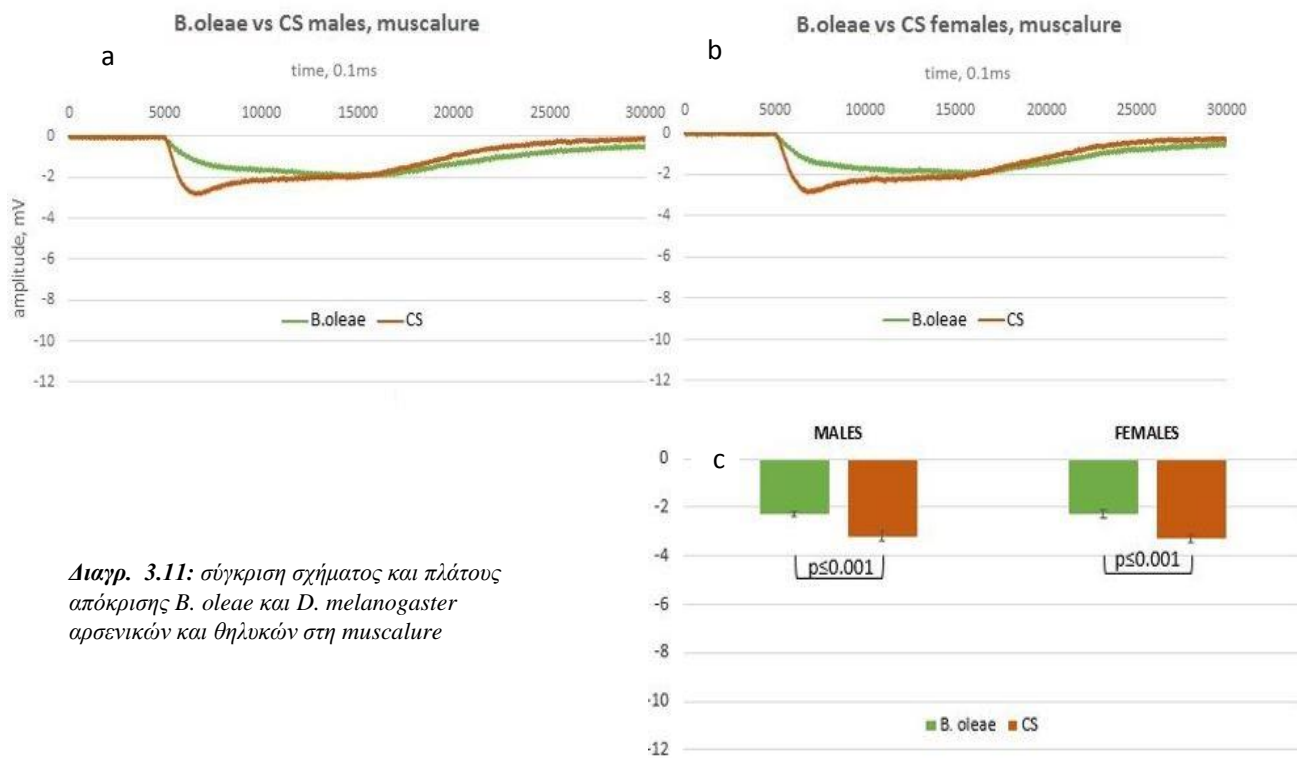 B.oleae vs CS males, muscalure
a
time, 0.1ms
0 5000 10000 15000 20000 25000 30000
0
-2
-4
-6
-8
-10
-12
amplitude, mV
B.oleae CS
B.oleae vs CS females, muscalure
b
time, 0.1ms
0 5000 10000 15000 20000 25000 30000
0
-2
-4
-6
-8
-10
-12
B.oleae CS
MALES FEMALES
c
0
-2
-4
-6
-8
-10
-12
p≤0.001 p≤0.001
B. oleae CS
Διαγρ. 3.11: σύγκριση σχήματος και πλάτους
απόκρισης B. oleae και D. melanogaster
αρσενικών και θηλυκών στη muscalure